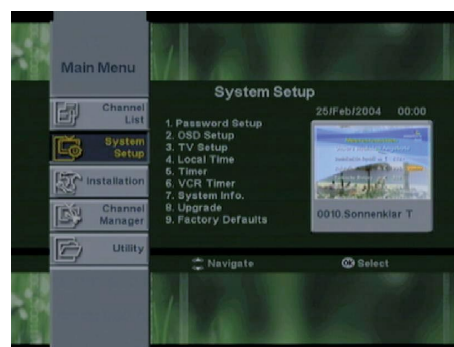 Main Menu
Channel
List
System
Setup
Installation
Channel
Manager
Utility
System Setup
25/Feb/2004 00:00
1. Password Setup
2. OSD Setup
3. TV Setup
4. Local Time
5. Timer
6. VCR Timer
7. System Info.
8. Upgrade
9. Factory Defaults
0010.Sonnenklar T
Navigate
OK Select